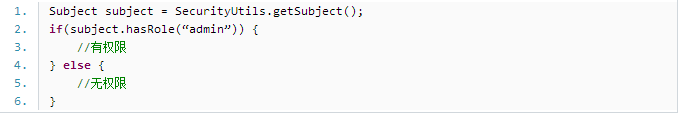 1. Subject subject = SecurityUtils.getSubject();
2. if(subject.hasRole(“admin”)) {
3.     //有权限
4. } else {
5.     //无权限
6. }